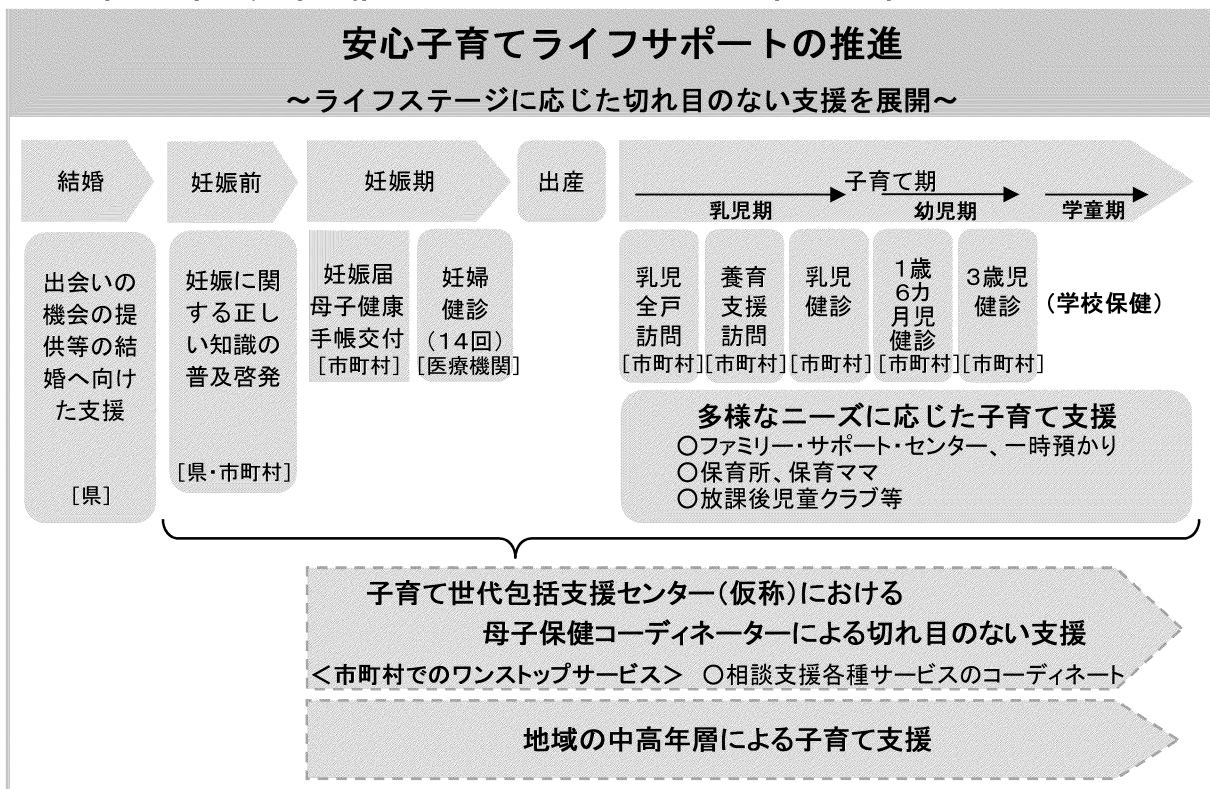 安心子育てライフサポートの推進
～ライフステージに応じた切れ目のない支援を展開～
結婚
妊娠前
妊娠期
出産
子育て期
乳児期
幼児期
学童期
出会いの
機会の提
供等の結
婚へ向け
た支援
[県]
妊娠に関
する正し
い知識の
普及啓発
[県・市町村]
妊娠届
母子健康
手帳交付
[市町村]
妊婦
健診
（14回）
[医療機関]
乳児
全戸
訪問
[市町村]
養育
支援
訪問
[市町村]
乳児
健診
[市町村]
1歳
6カ
月児
健診
[市町村]
3歳児
健診
[市町村]
（学校保健）
多様なニーズに応じた子育て支援
○ファミリー・サポート・センター、一時預かり
○保育所、保育ママ
○放課後児童クラブ等
子育て世代包括支援センター（仮称）における
母子保健コーディネーターによる切れ目のない支援
＜市町村でのワンストップサービス＞ ○相談支援各種サービスのコーディネート
地域の中高年層による子育て支援